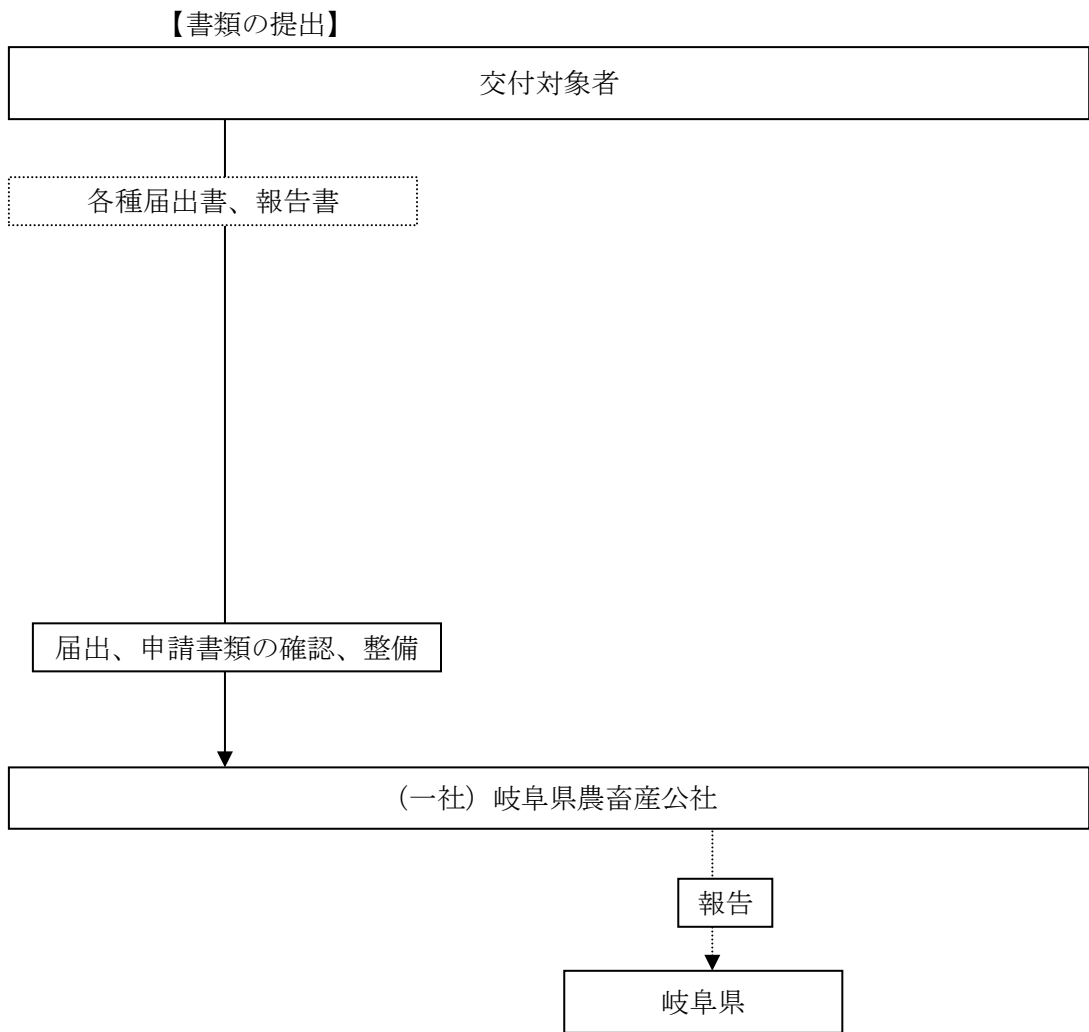 【書類の提出】
交付対象者
各種届出書、報告書
届出、申請書類の確認、整備
（一社）岐阜県農畜産公社
報告
岐阜県